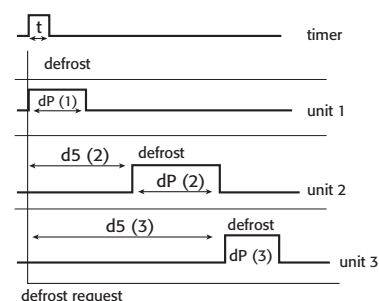 t
timer
defrost
dP (1)
unit 1
d5 (2)
defrost
dP (2)
unit 2
d5 (3)
defrost
dP (3)
unit 3
defrost request